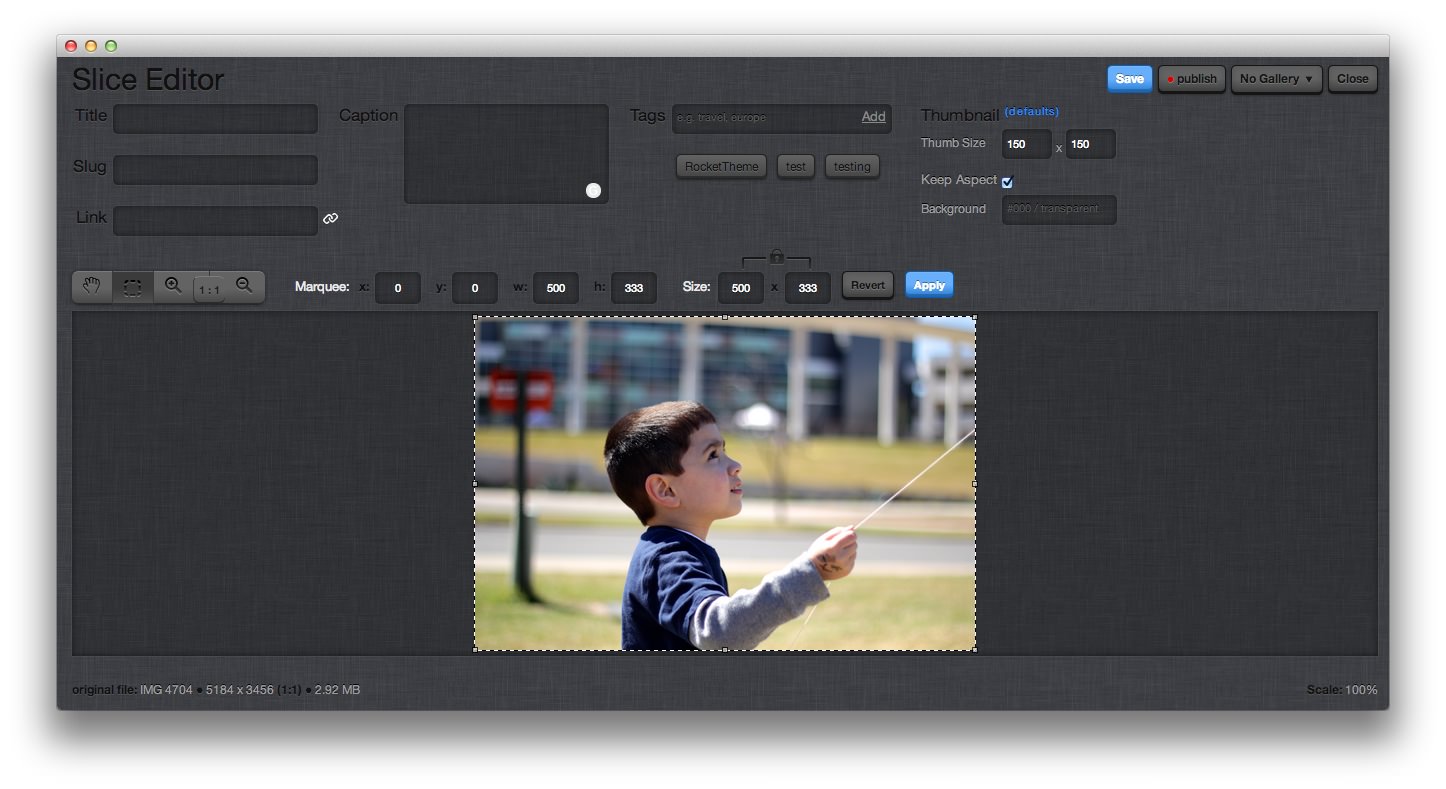 Slice Editor
Save publish No Gallery ▼ Close
Title Caption Tags e.g. travel, europe Add Thumbnail (defaults)
Thumb Size 150 x 150
Slug RocketTheme test testing
Keep Aspect
Link Background #000 / transparent
1:1 Marquee: x: 0 y: 0 w: 500 h: 333 Size: 500 x 333 Revert Apply
original file: IMG 4704 ● 5184 x 3456 (1:1) ● 2.92 MB Scale: 100%